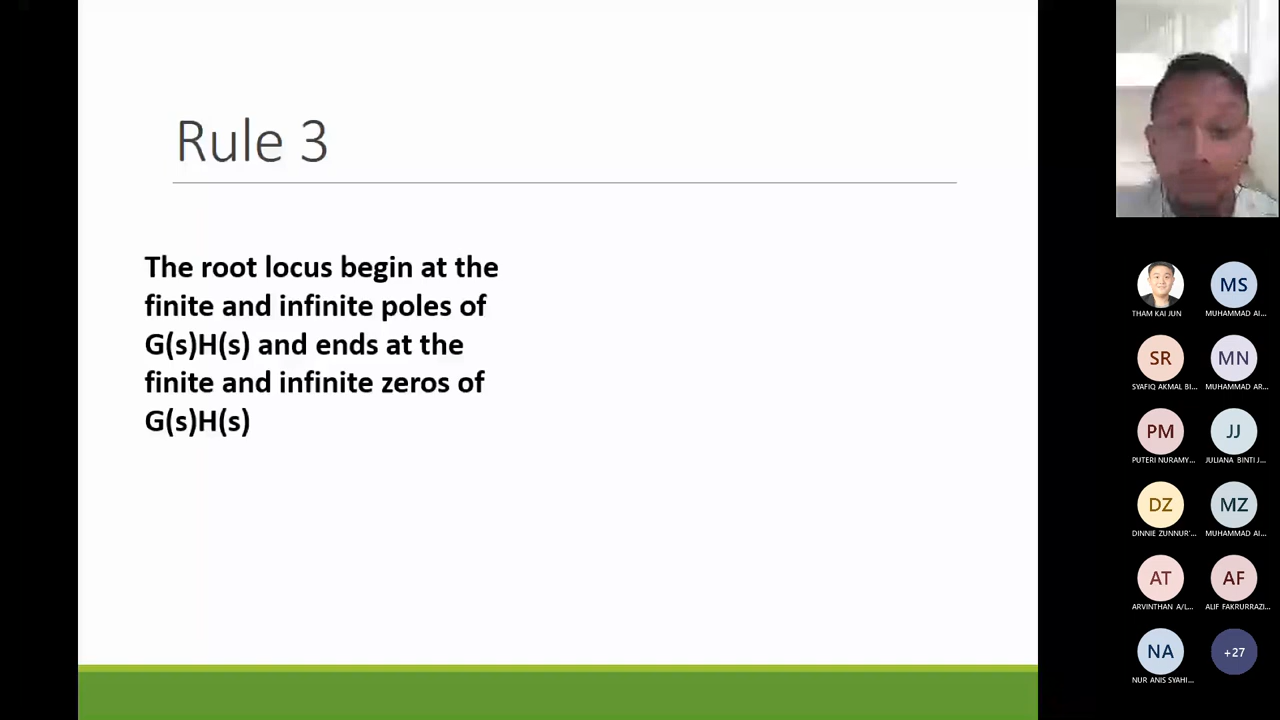 Rule 3
The root locus begin at the
finite and infinite poles of
G(s)H(s) and ends at the
finite and infinite zeros of
G(s)H(s)
THAM KAI JUN
MS
MUHAMMAD AI...
SR
SYAFIQ AKMAL BI...
MN
MUHAMMAD AR...
PM
PUTERI NURAMY...
JJ
JULIANA BINTI J...
DZ
DINNIE ZUNNUR'...
MZ
MUHAMMAD AI...
AT
ARVINTHAN A/L...
AF
ALIF FAKRURRAZI...
NA
NUR ANIS SYAHI...
+27